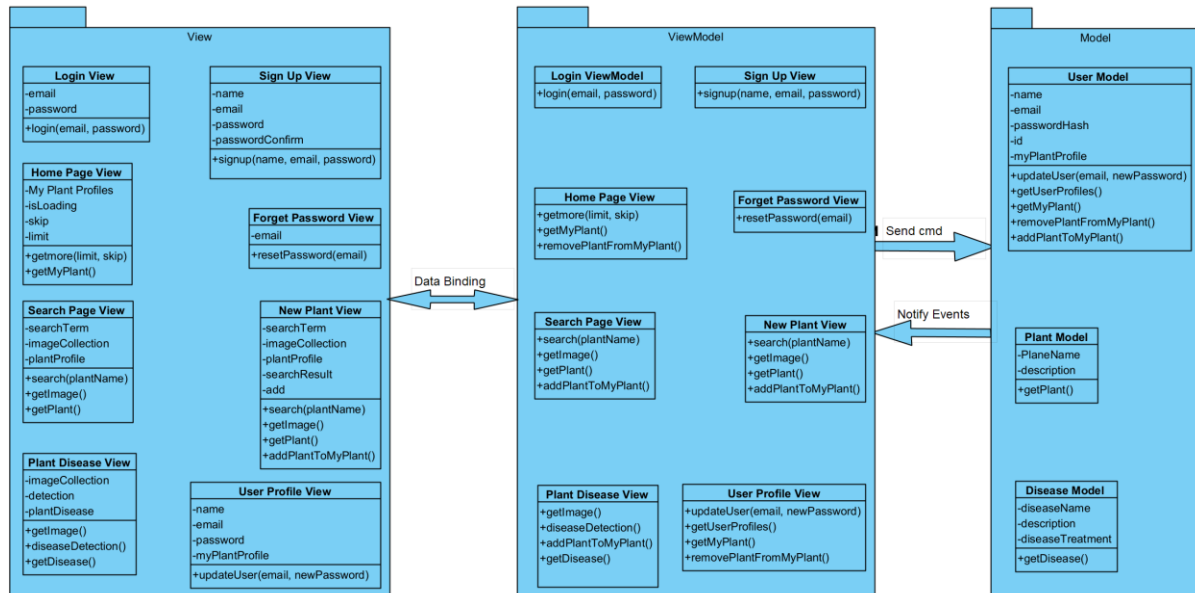 View
Login View
-email
-password
+login(email, password)
Sign Up View
-name
-email
-password
-passwordConfirm
+signup(name, email, password)
Home Page View
-My Plant Profiles
-isLoading
-skip
-limit
+getmore(limit, skip)
+getMyPlant()
Forget Password View
-email
+resetPassword(email)
Search Page View
-searchTerm
-imageCollection
-plantProfile
+search(plantName)
+getImage()
+getPlant()
New Plant View
-searchTerm
-imageCollection
-plantProfile
-searchResult
-add
+search(plantName)
+getImage()
+getPlant()
+addPlantToMyPlant()
Plant Disease View
-imageCollection
-detection
-plantDisease
+getImage()
+diseaseDetection()
+getDisease()
User Profile View
-name
-email
-password
-myPlantProfile
+updateUser(email, newPassword)
Data Binding
ViewModel
Login ViewModel
+login(email, password)
Sign Up View
+signup(name, email, password)
Home Page View
+getmore(limit, skip)
+getMyPlant()
+removePlantFromMyPlant()
Forget Password View
+resetPassword(email)
Search Page View
+search(plantName)
+getImage()
+getPlant()
+addPlantToMyPlant()
New Plant View
+search(plantName)
+getImage()
+getPlant()
+addPlantToMyPlant()
Plant Disease View
+getImage()
+diseaseDetection()
+addPlantToMyPlant()
+getDisease()
User Profile View
+updateUser(email, newPassword)
+getUserProfiles()
+getMyPlant()
+removePlantFromMyPlant()
Send cmd
Notify Events
Model
User Model
-name
-email
-passwordHash
-id
-myPlantProfile
+updateUser(email, newPassword)
+getUserProfiles()
+getMyPlant()
+removePlantFromMyPlant()
+addPlantToMyPlant()
Plant Model
-PlaneName
-description
+getPlant()
Disease Model
-diseaseName
-description
-diseaseTreatment
+getDisease()